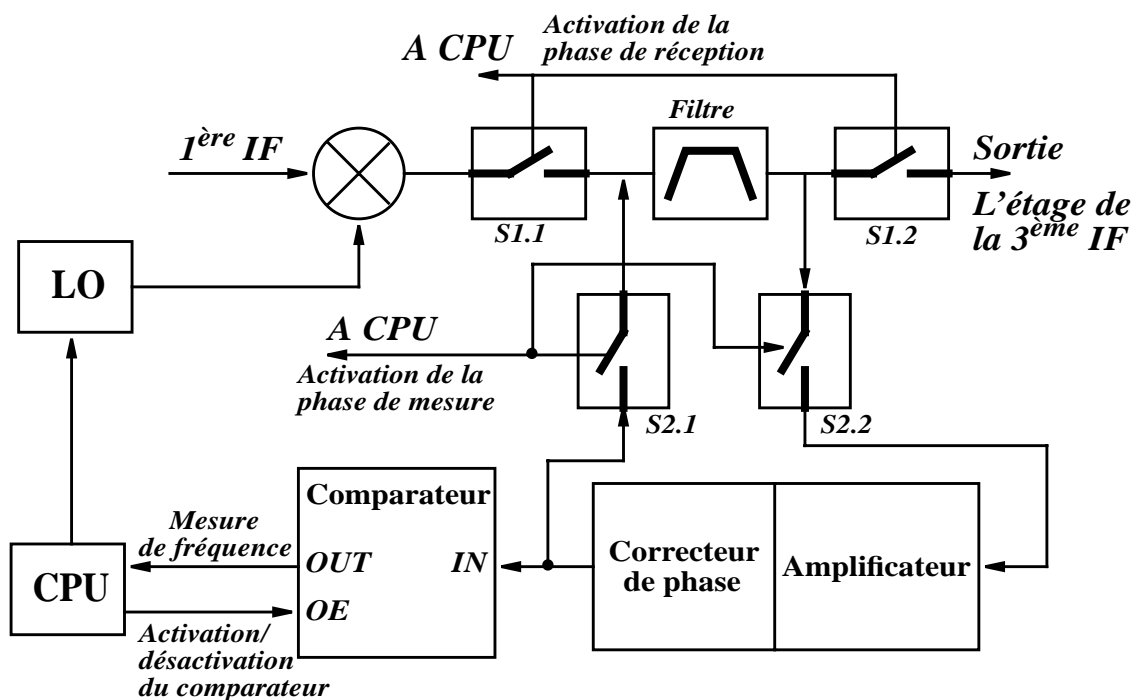 Activation de la
phase de réception
A CPU
Filtre
1ère IF
Sortie
L'étage de
la 3ème IF
S1.1
S1.2
LO
A CPU
Activation de la
phase de mesure
S2.1
S2.2
Comparateur
Mesure
de fréquence
OUT
IN
Correcteur
de phase
Amplificateur
CPU
OE
Activation/
désactivation
du comparateur